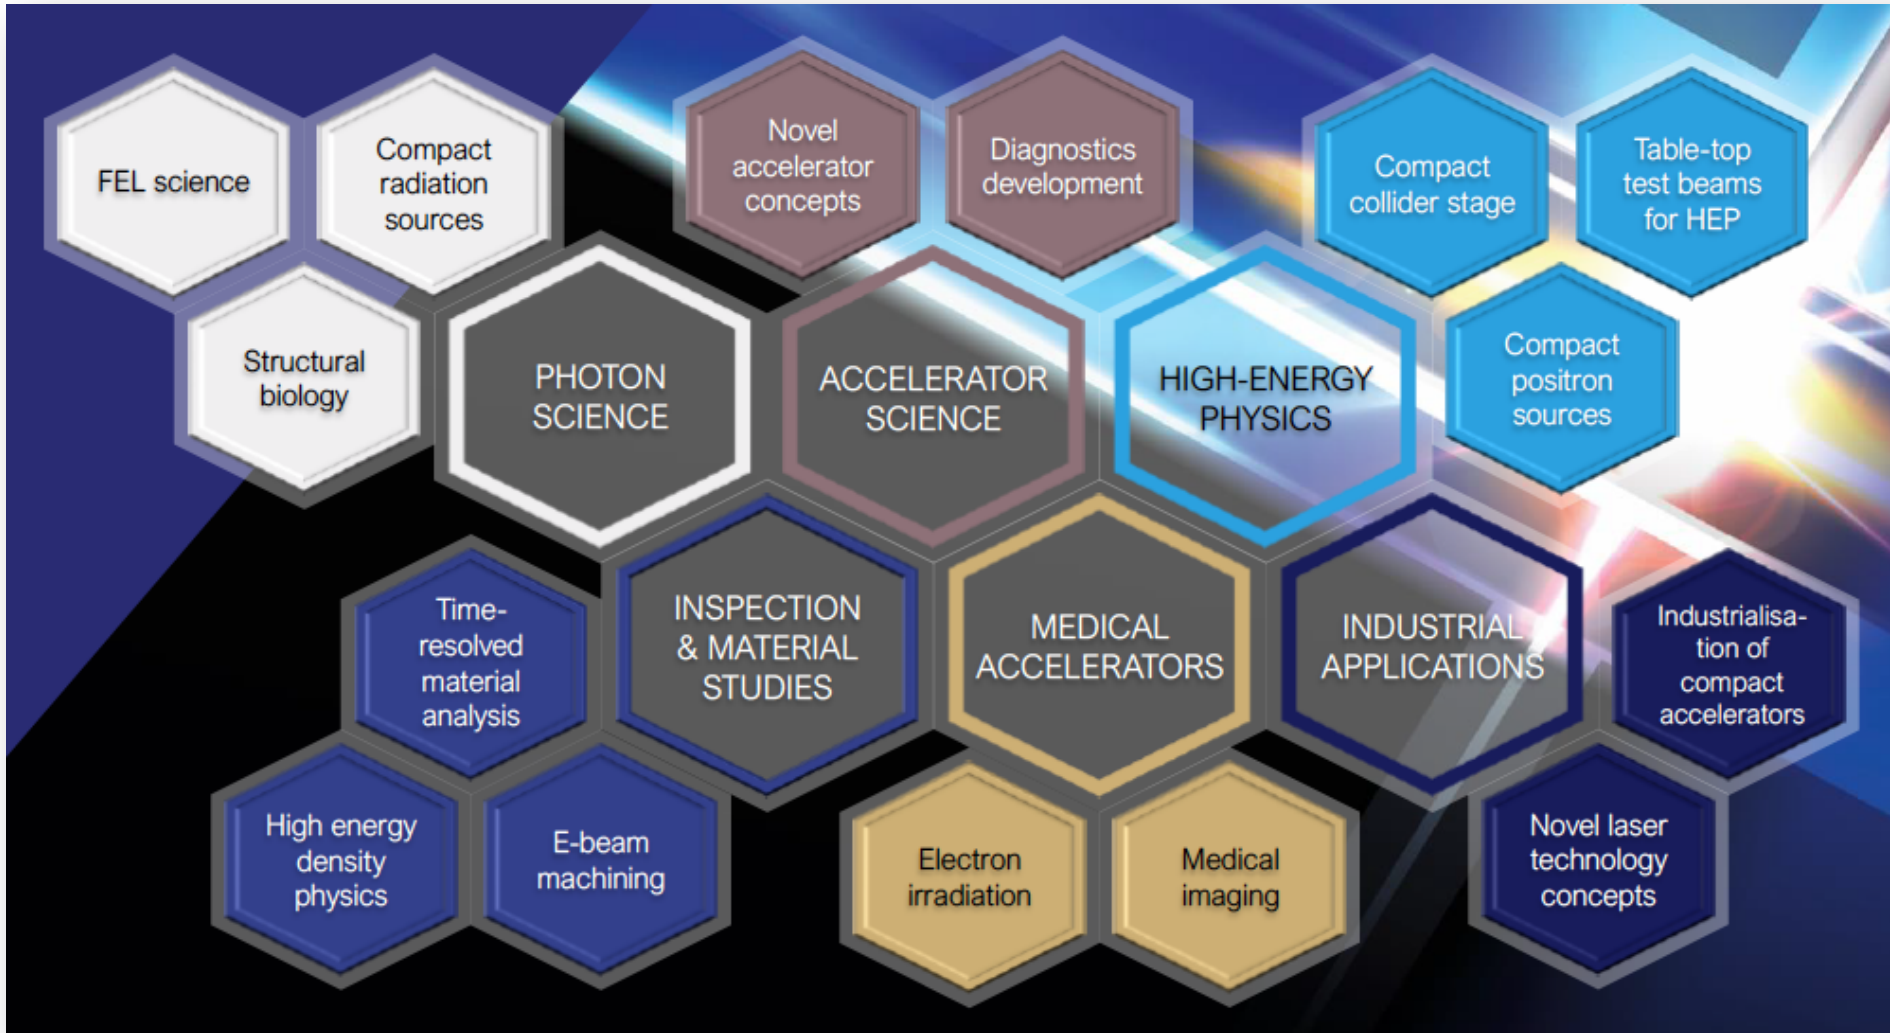 FEL science
Compact
radiation
sources
Novel
accelerator
concepts
Diagnostics
development
Compact
collider stage
Table-top
test beams
for HEP
Structural
biology
PHOTON
SCIENCE
ACCELERATOR
SCIENCE
HIGH-ENERGY
PHYSICS
Compact
positron
sources
Time-
resolved
material
analysis
INSPECTION
& MATERIAL
STUDIES
MEDICAL
ACCELERATORS
INDUSTRIAL
APPLICATIONS
Industrialisa-
tion of
compact
accelerators
High energy
density
physics
E-beam
machining
Electron
irradiation
Medical
imaging
Novel laser
technology
concepts